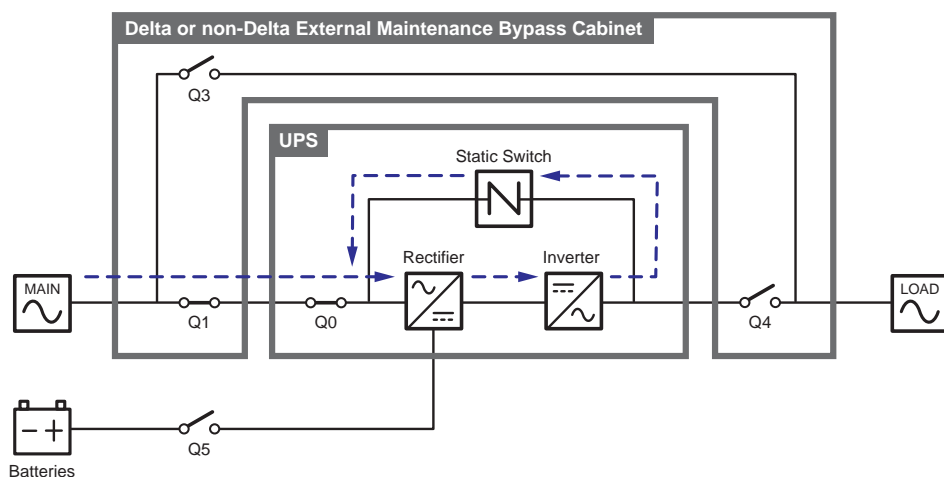 Delta or non-Delta External Maintenance Bypass Cabinet
Q3
UPS
Static Switch
Rectifier
Inverter
MAIN
LOAD
Q1
Q0
Q4
Q5
Batteries